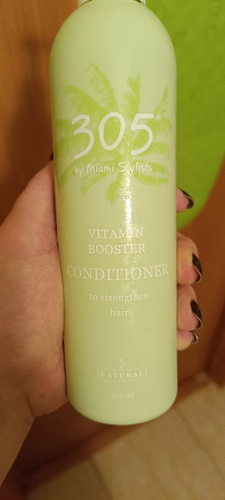 305
by Miami Stylists
VITAMIN
BOOSTER
CONDITIONER
to strengthen
hair
NATURAL
300 ml